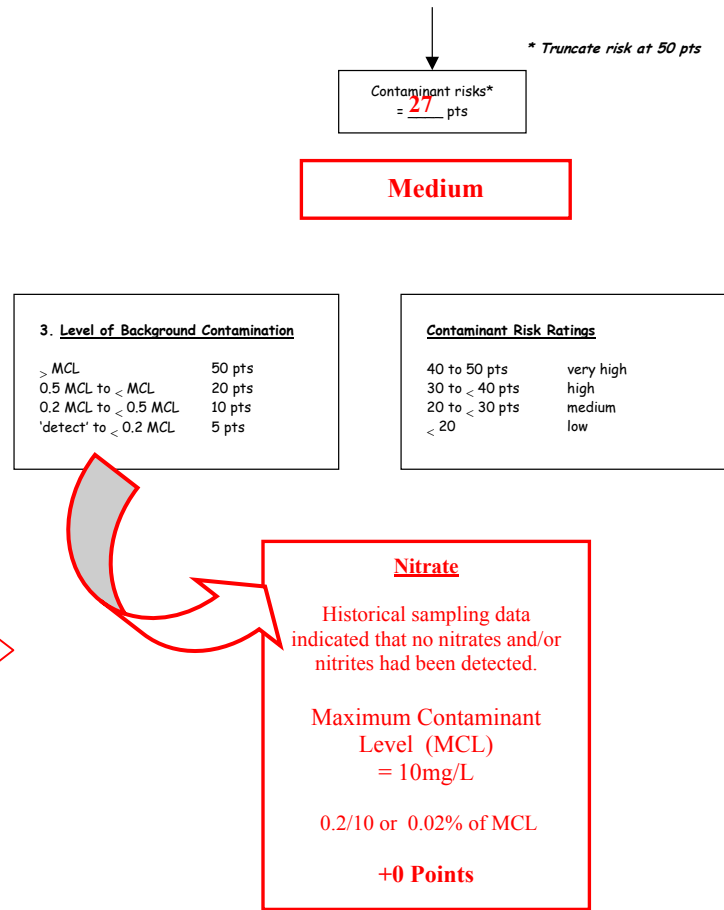 * Truncate risk at 50 pts
Contaminant risks*
= 27 pts
Medium
3. Level of Background Contamination
> MCL 50 pts
0.5 MCL to < MCL 20 pts
0.2 MCL to < 0.5 MCL 10 pts
'detect' to < 0.2 MCL 5 pts
Contaminant Risk Ratings
40 to 50 pts very high
30 to < 40 pts high
20 to < 30 pts medium
< 20 low
Nitrate
Historical sampling data
indicated that no nitrates and/or
nitrites had been detected.
Maximum Contaminant
Level (MCL)
= 10mg/L
0.2/10 or 0.02% of MCL
+0 Points